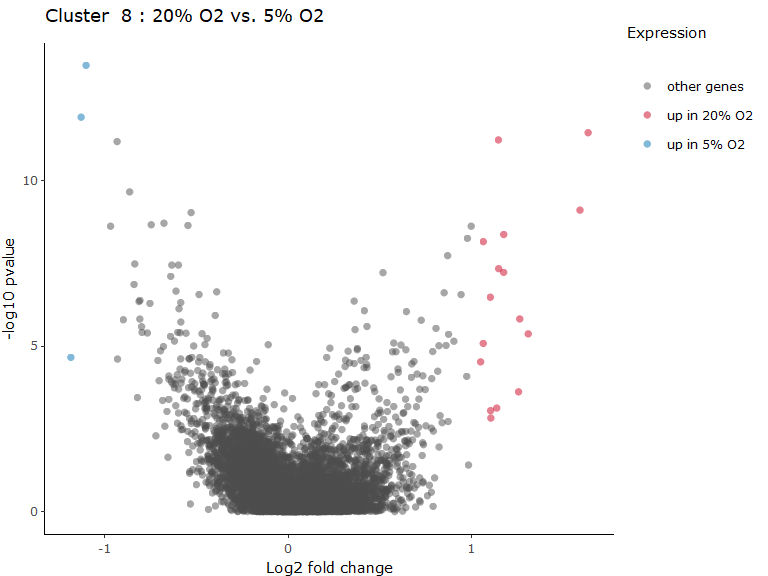 Cluster  8 : 20% O2 vs. 5% O2
Expression
other genes
up in 20% O2
up in 5% O2
-log10 pvalue
10
5
0
-1
0
1
Log2 fold change